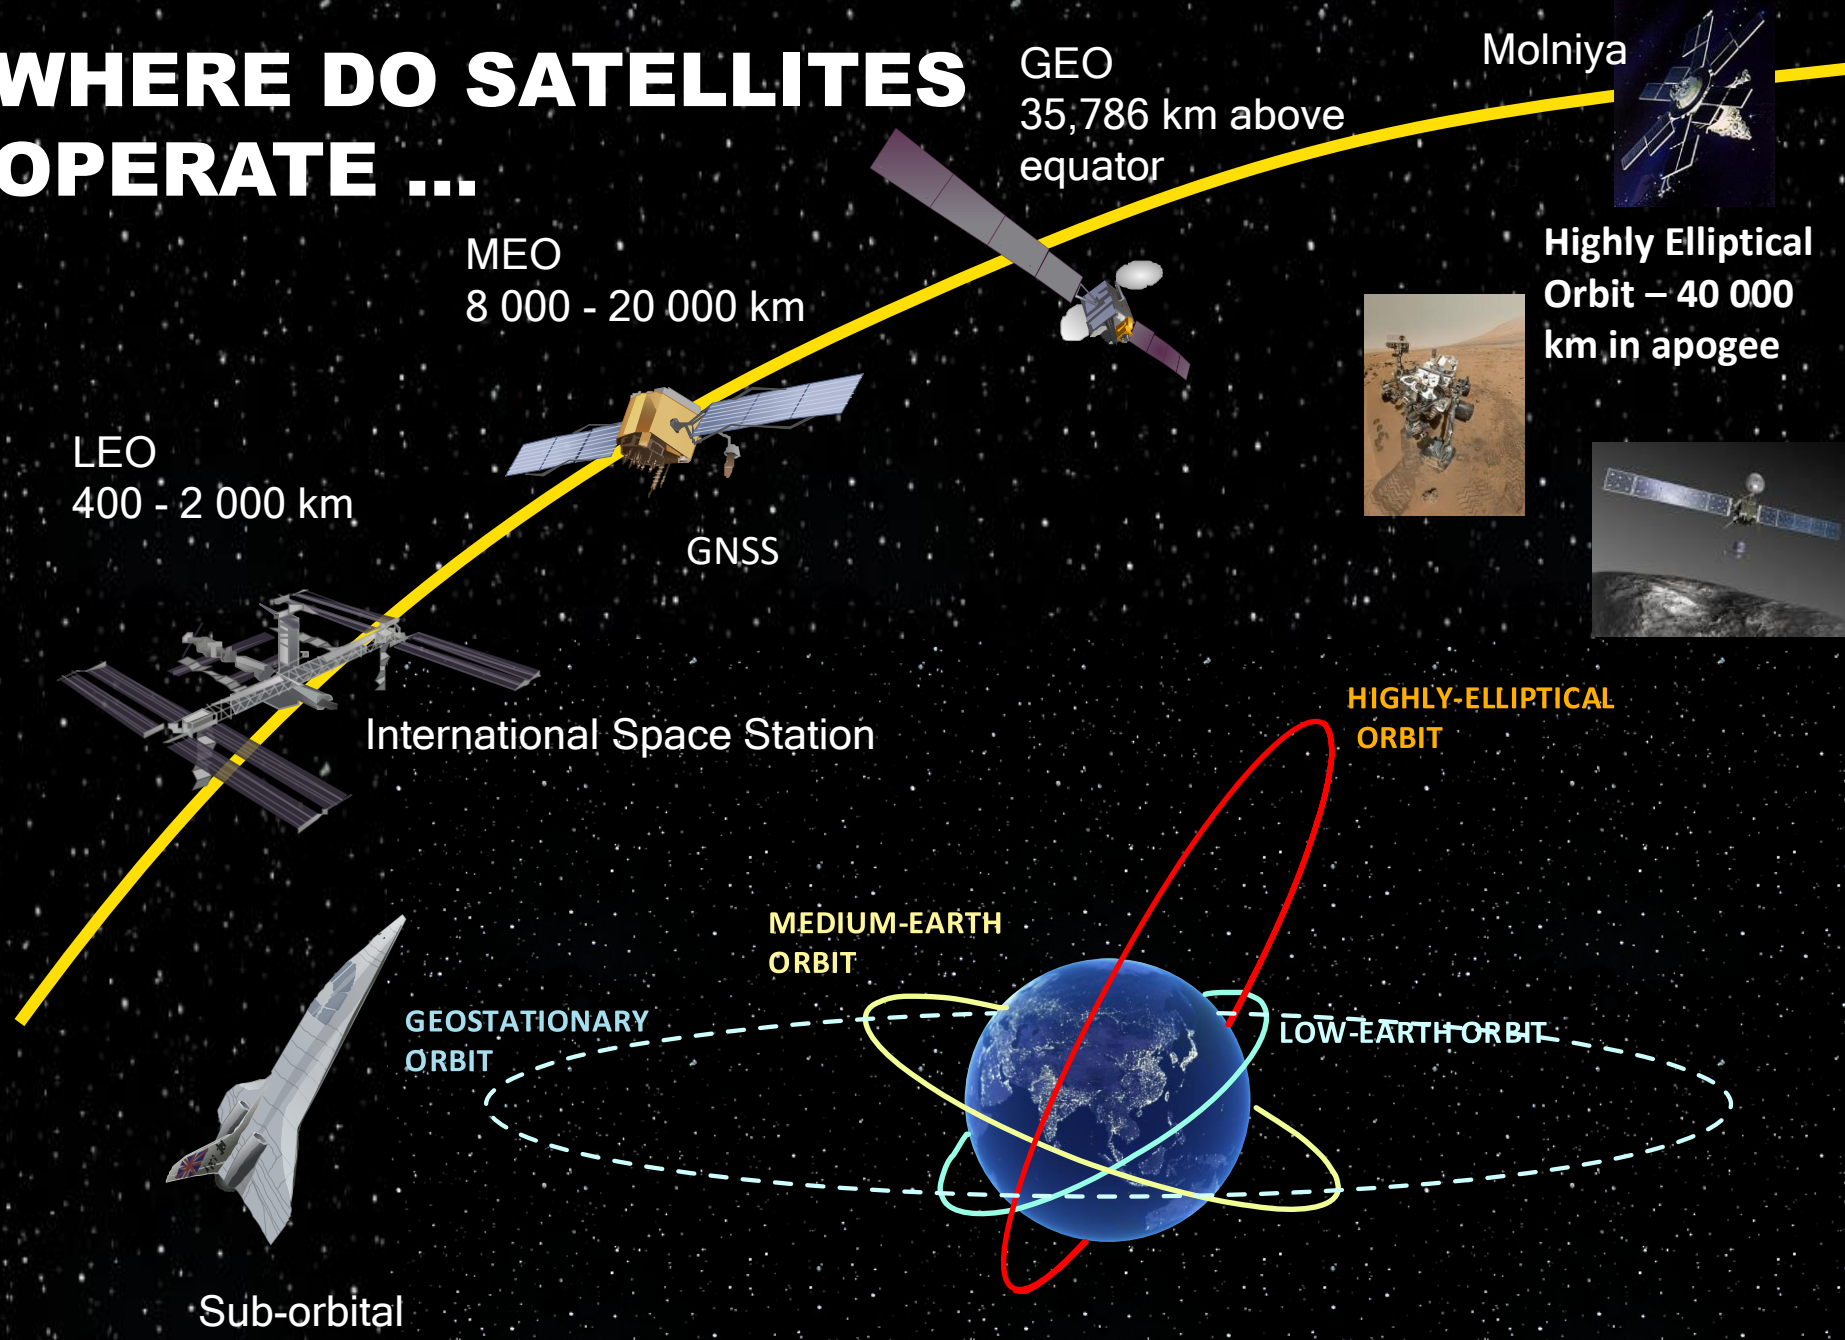 WHERE DO SATELLITES
OPERATE ...
GEO
35,786 km above
equator
Molniya
MEO
8 000 - 20 000 km
Highly Elliptical
Orbit – 40 000
km in apogee
LEO
400 - 2 000 km
GNSS
International Space Station
HIGHLY-ELLIPTICAL
ORBIT
MEDIUM-EARTH
ORBIT
GEOSTATIONARY
ORBIT
LOW-EARTH ORBIT
Sub-orbital